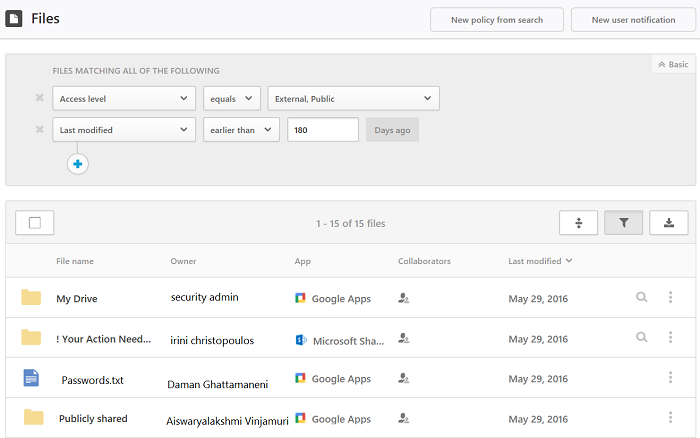 Files
New policy from search
New user notification
FILES MATCHING ALL OF THE FOLLOWING
Basic
Access level equals External, Public
Last modified earlier than 180 Days ago
1 - 15 of 15 files
File name Owner App Collaborators Last modified
My Drive security admin Google Apps May 29, 2016
! Your Action Need... irini christopoulos Microsoft Sha... May 29, 2016
Passwords.txt Daman Ghattamaneni Google Apps May 29, 2016
Publicly shared Aiswaryalakshmi Vinjamuri Google Apps May 29, 2016